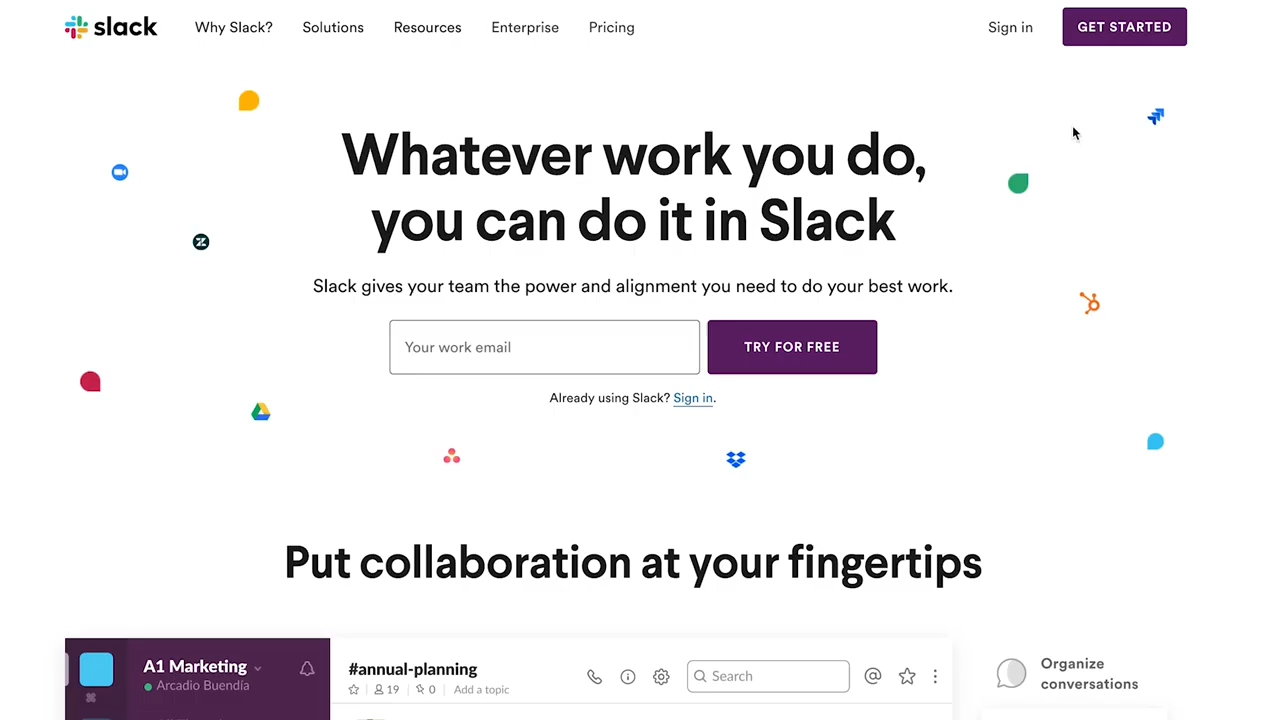 slack
Why Slack?
Solutions
Resources
Enterprise
Pricing
Sign in
GET STARTED
Whatever work you do,
you can do it in Slack
Slack gives your team the power and alignment you need to do your best work.
Your work email
TRY FOR FREE
Already using Slack? Sign in.
Put collaboration at your fingertips
A1 Marketing
Arcadio Buendía
#annual-planning
19
0
Add a topic
Search
Organize
conversations